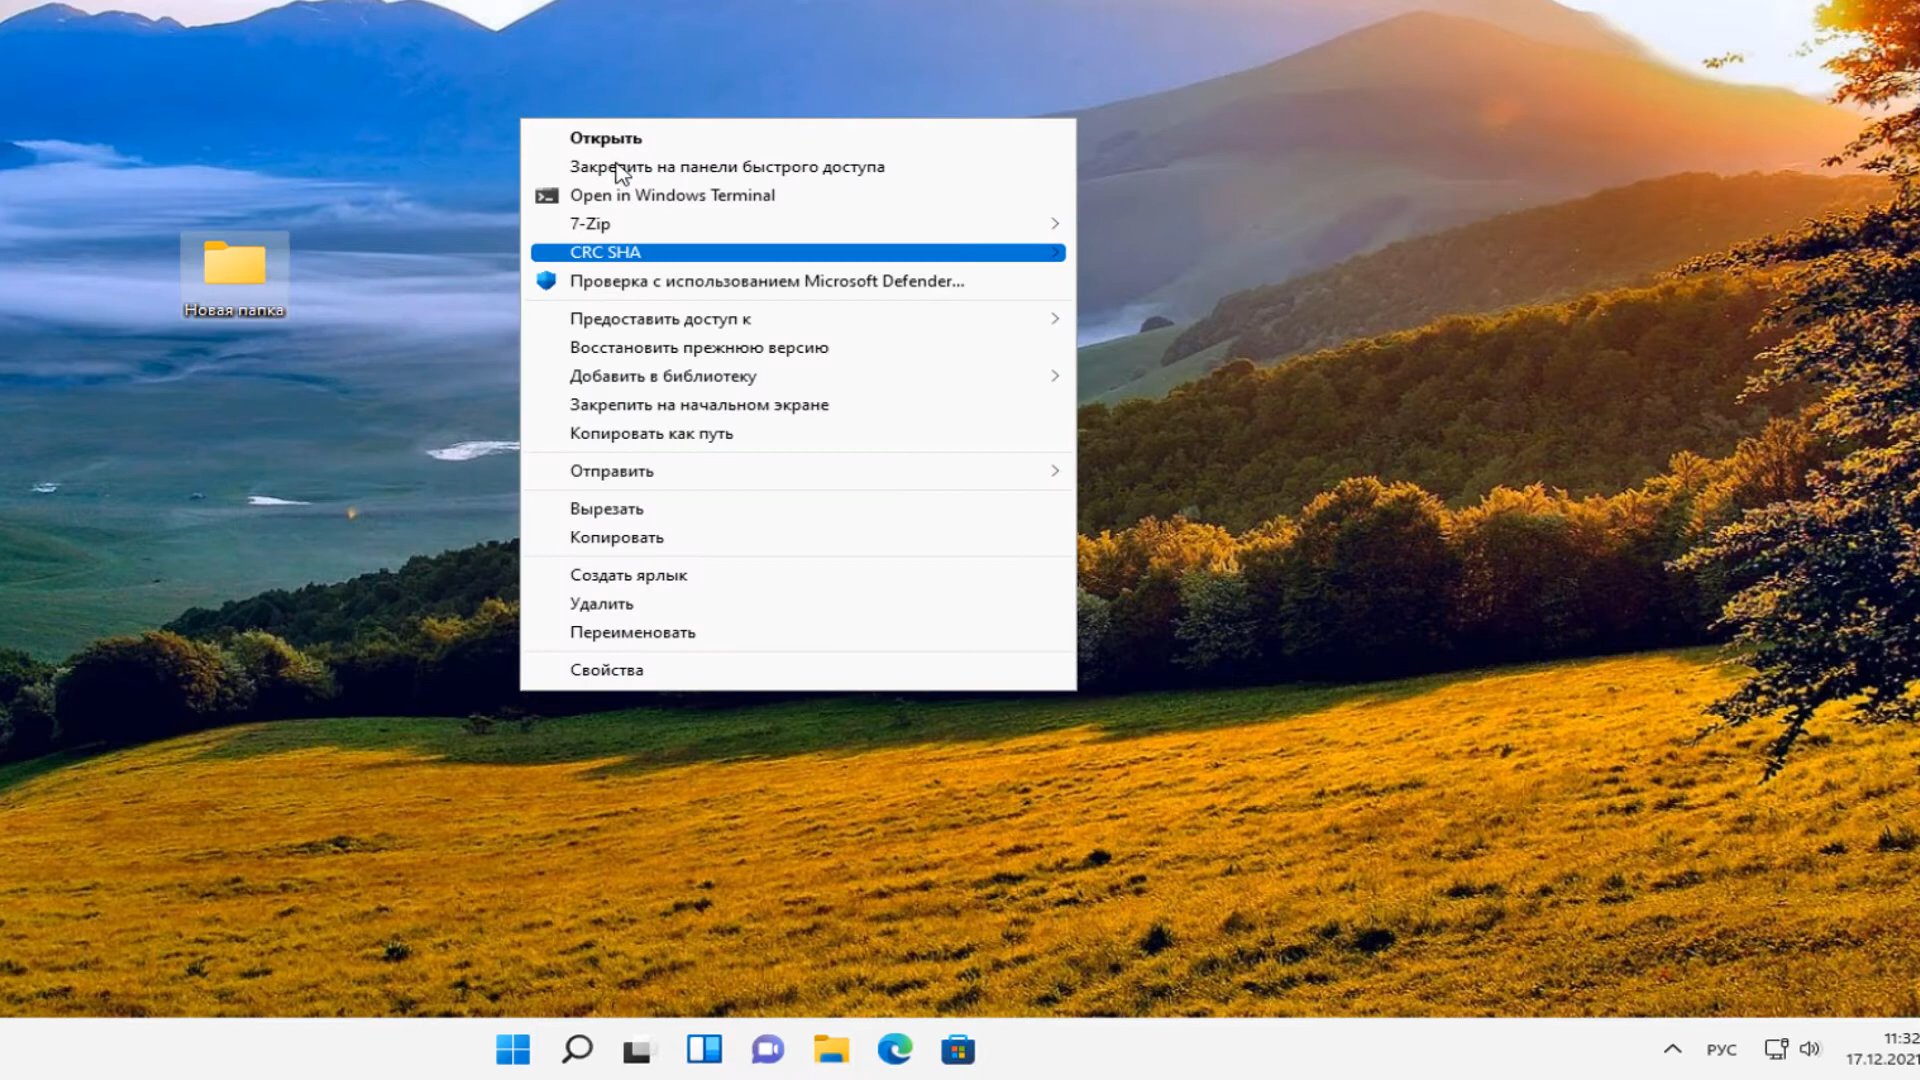 Открыть
Закрепить на панели быстрого доступа
Open in Windows Terminal
7-Zip
CRC SHA
Проверка с использованием Microsoft Defender...
Предоставить доступ к
Восстановить прежнюю версию
Добавить в библиотеку
Закрепить на начальном экране
Копировать как путь
Отправить
Вырезать
Копировать
Создать ярлык
Удалить
Переименовать
Свойства
Новая папка
РУС
11:32
17.12.2021